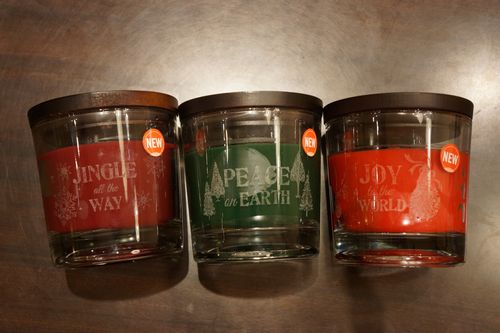 JINGLE
all the
WAY
NEW
PEACE
on
EARTH
NEW
JOY
to the
WORLD
NEW